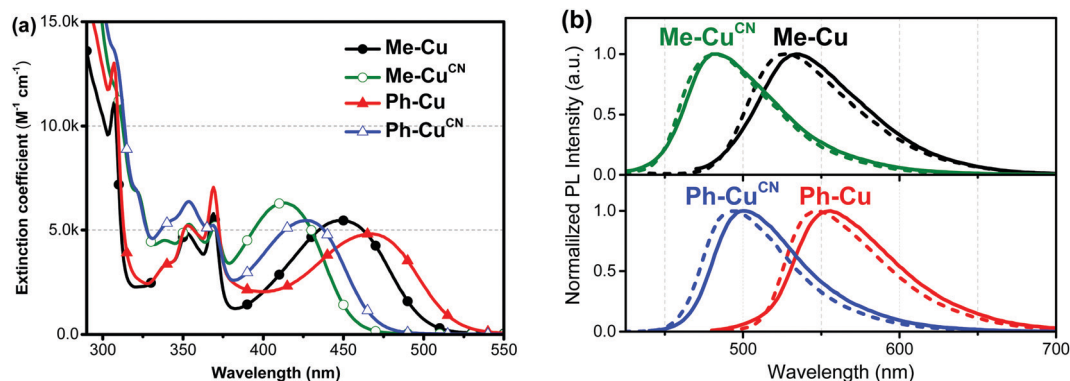 (a)
15.0k
10.0k
5.0k
0.0
Extinction coefficient (M⁻¹ cm⁻¹)
300 350 400 450 500 550
Wavelength (nm)
Me-Cu
Me-Cu^CN
Ph-Cu
Ph-Cu^CN
(b)
Me-Cu^CN Me-Cu
1.0
0.5
0.0
Ph-Cu^CN Ph-Cu
1.0
0.5
0.0
Normalilzed PL Intensity (a.u.)
500 600 700
Wavelength (nm)